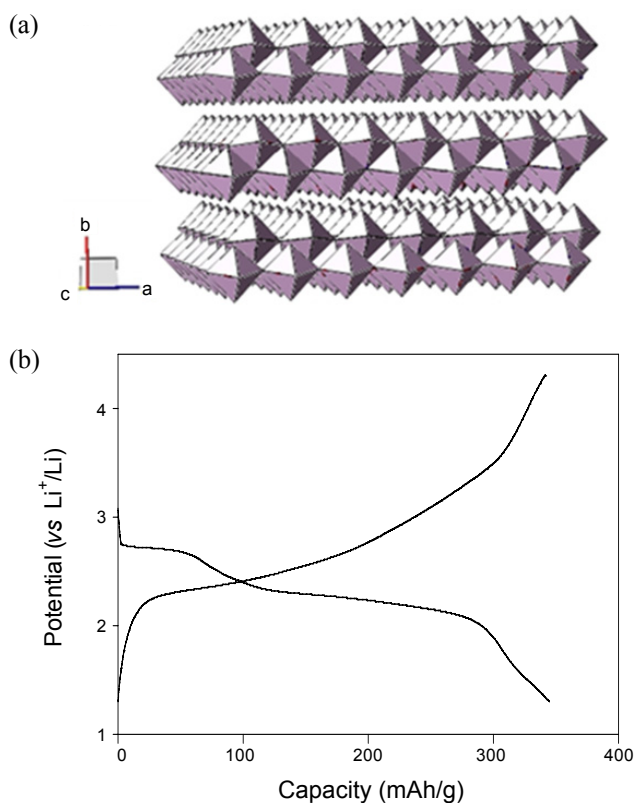 (a)
b
c
a
(b)
4
3
2
1
Potential (vs Li⁺/Li)
0
100
200
300
400
Capacity (mAh/g)